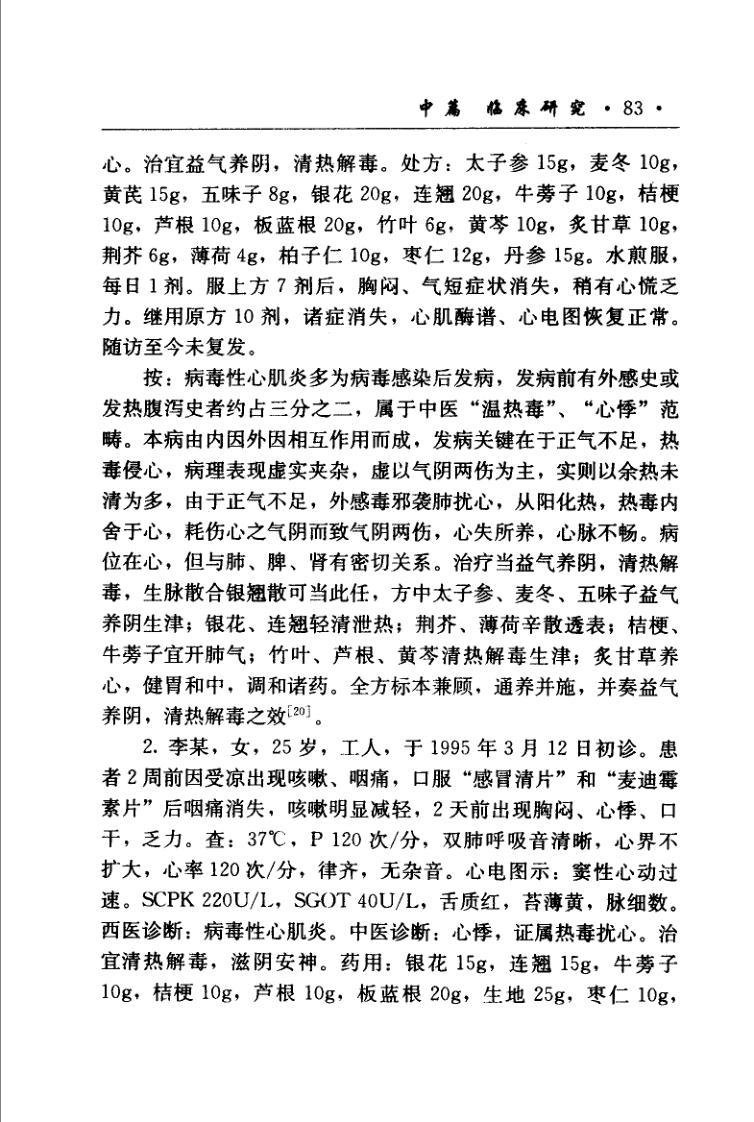 中篇 临床研究 · 83 ·
心。治宜益气养阴，清热解毒。处方：太子参 15g，麦冬 10g，
黄芪 15g，五味子 8g，银花 20g，连翘 20g，牛蒡子 10g，桔梗
10g，芦根 10g，板蓝根 20g，竹叶 6g，黄芩 10g，炙甘草 10g，
荆芥 6g，薄荷 4g，柏子仁 10g，枣仁 12g，丹参 15g。水煎服，
每日 1 剂。服上方 7 剂后，胸闷、气短症状消失，稍有心慌乏
力。继用原方 10 剂，诸症消失，心肌酶谱、心电图恢复正常。
随访至今未复发。
按：病毒性心肌炎多为病毒感染后发病，发病前有外感史或
发热腹泻史者约占三分之二，属于中医“温热毒”、“心悸”范
畴。本病由内因外因相互作用而成，发病关键在于正气不足，热
毒侵心，病理表现虚实夹杂，虚以气阴两伤为主，实则以余热未
清为多，由于正气不足，外感毒邪袭肺扰心，从阳化热，热毒内
舍于心，耗伤心之气阴而致气阴两伤，心失所养，心脉不畅。病
位在心，但与肺、脾、肾有密切关系。治疗当益气养阴，清热解
毒，生脉散合银翘散可当此任，方中太子参、麦冬、五味子益气
养阴生津；银花、连翘轻清泄热；荆芥、薄荷辛散透表；桔梗、
牛蒡子宜开肺气；竹叶、芦根、黄芩清热解毒生津；炙甘草养
心，健胃和中，调和诸药。全方标本兼顾，通养并施，并奏益气
养阴，清热解毒之效[20]。
2. 李某，女，25 岁，工人，于 1995 年 3 月 12 日初诊。患
者 2 周前因受凉出现咳嗽、咽痛，口服“感冒清片”和“麦迪霉
素片”后咽痛消失，咳嗽明显减轻，2 天前出现胸闷、心悸、口
干，乏力。查：37℃，P 120 次/分，双肺呼吸音清晰，心界不
扩大，心率 120 次/分，律齐，无杂音。心电图示：窦性心动过
速。SCPK 220U/L，SGOT 40U/L，舌质红，苔薄黄，脉细数。
西医诊断：病毒性心肌炎。中医诊断：心悸，证属热毒扰心。治
宜清热解毒，滋阴安神。药用：银花 15g，连翘 15g，牛蒡子
10g，桔梗 10g，芦根 10g，板蓝根 20g，生地 25g，枣仁 10g，